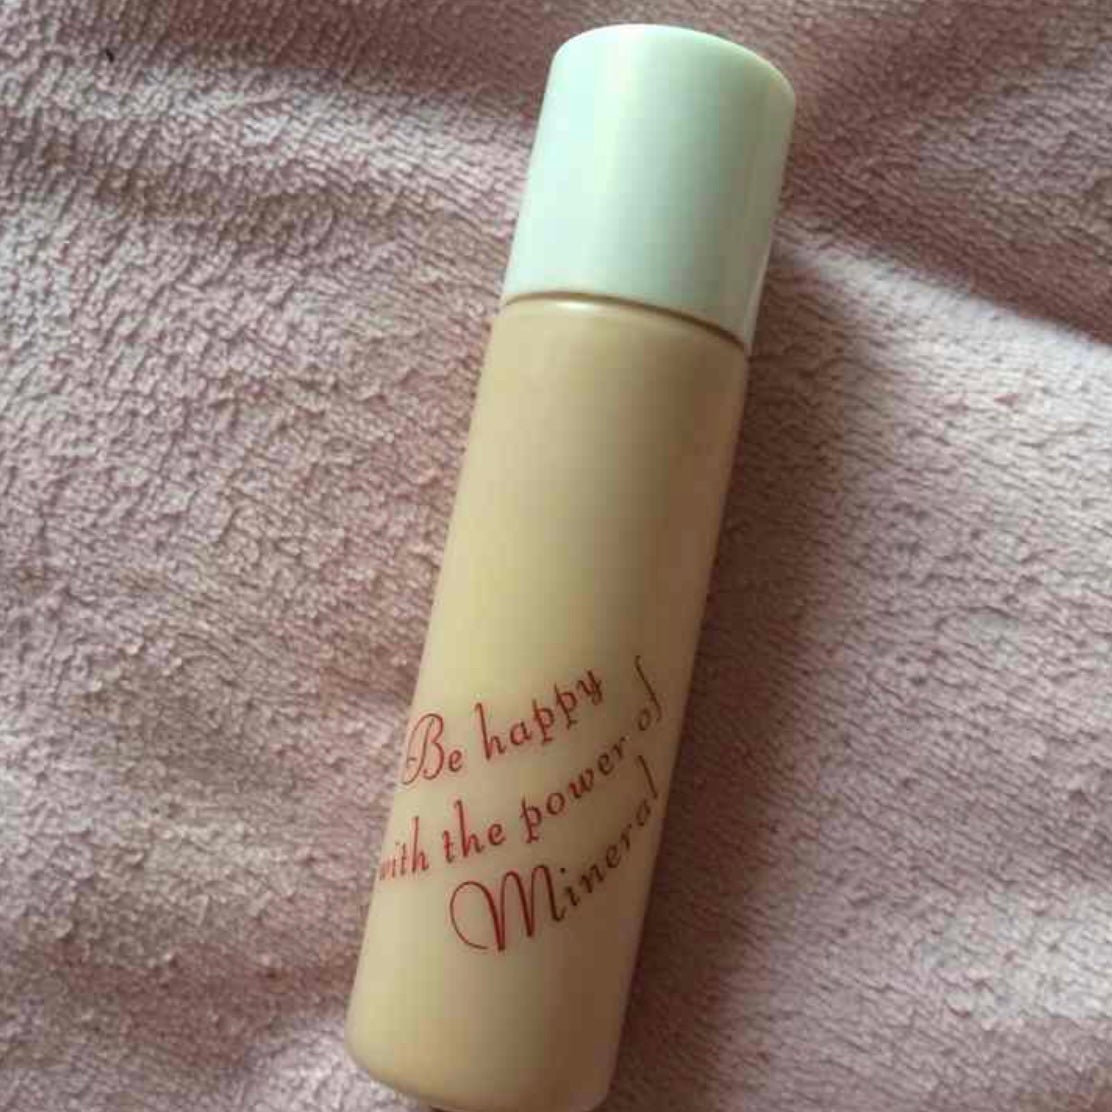 Be happy
with the power of
Mineral